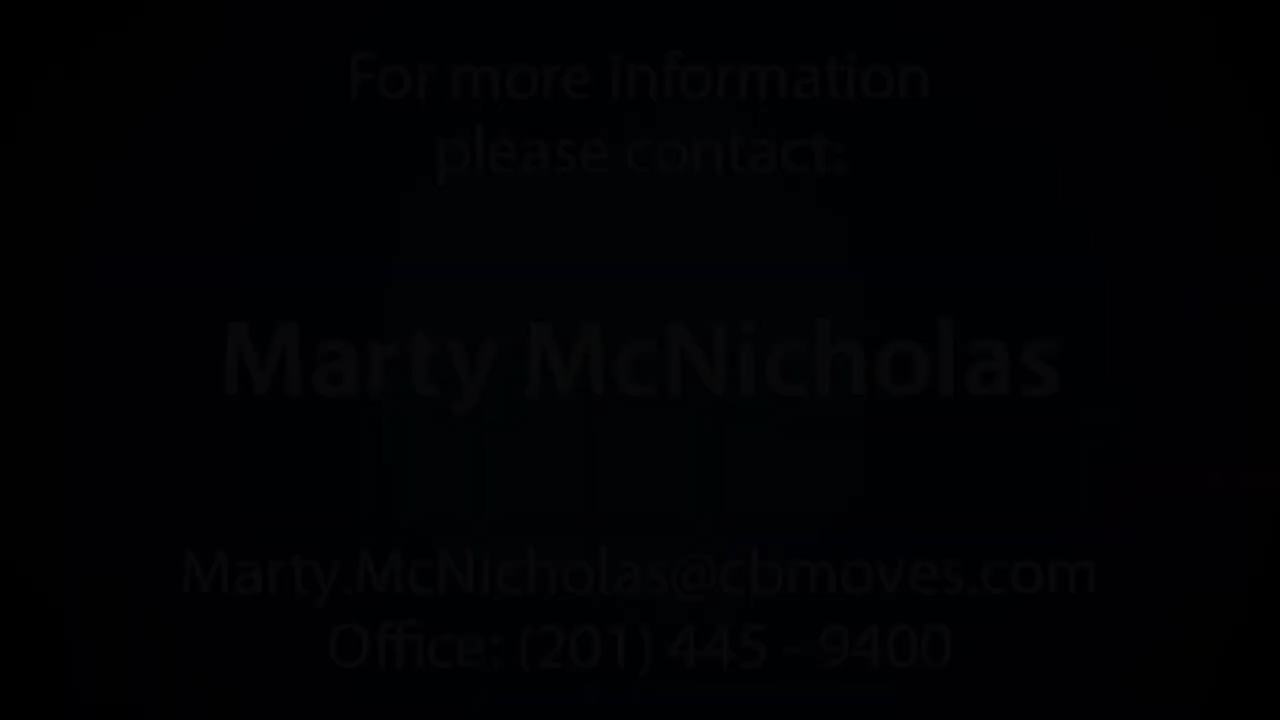 For more Information
please contact:
Marty McNicholas
Marty.McNicholas@cbmoves.com
Office: (201) 445 - 9400